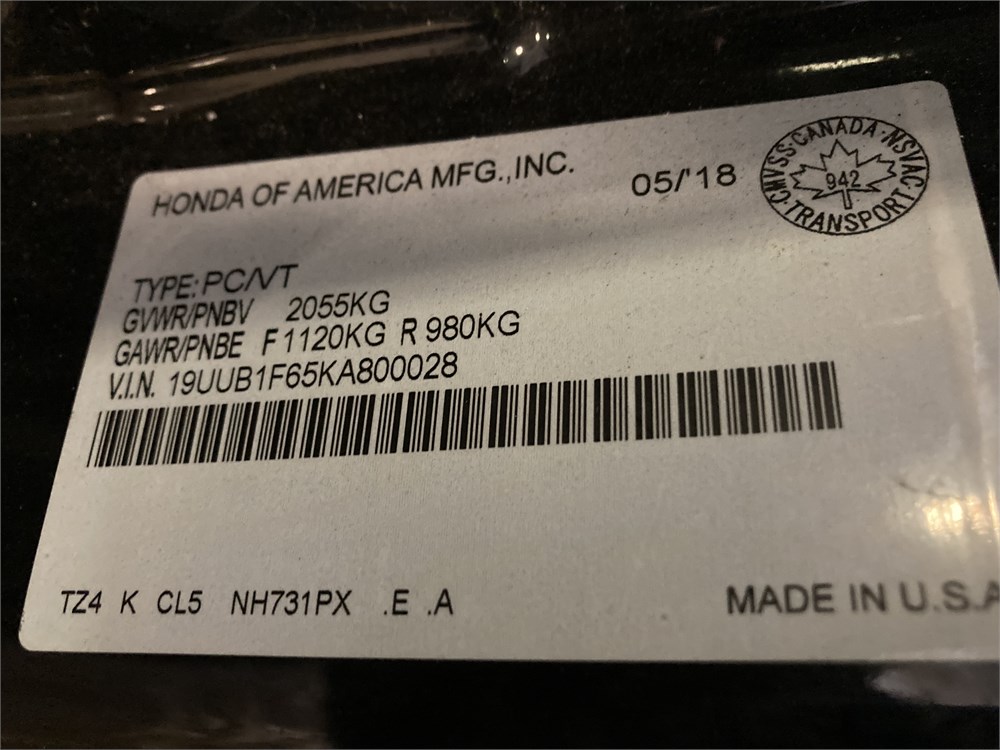 HONDA OF AMERICA MFG.,INC.
05/'18
CMVSS·CANADA·NSVAC·TRANSPORT
942
TYPE: PC/VT
GVWR/PNBV 2055KG
GAWR/PNBE F 1120KG R 980KG
V.I.N. 19UUB1F65KA800028
TZ4 K CL5 NH731PX .E .A
MADE IN U.S.A